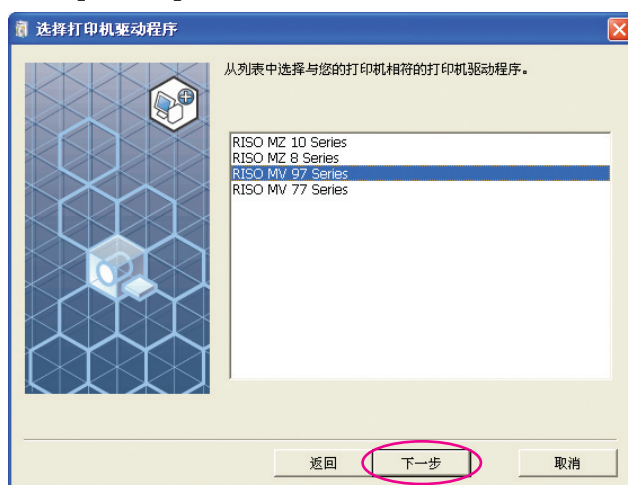 选择打印机驱动程序
从列表中选择与您的打印机相符的打印机驱动程序。
RISO MZ 10 Series
RISO MZ 8 Series
RISO MV 97 Series
RISO MV 77 Series
返回 下一步 取消